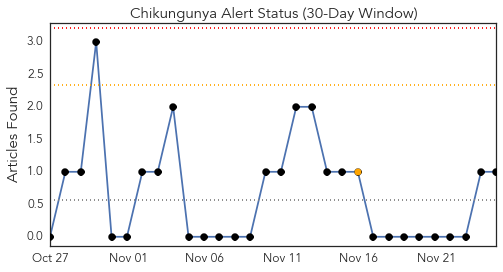 Chikungunya Alert Status (30-Day Window)
Articles Found
3.0
2.5
2.0
1.5
1.0
0.5
0.0
Oct 27 Nov 01 Nov 06 Nov 11 Nov 16 Nov 21